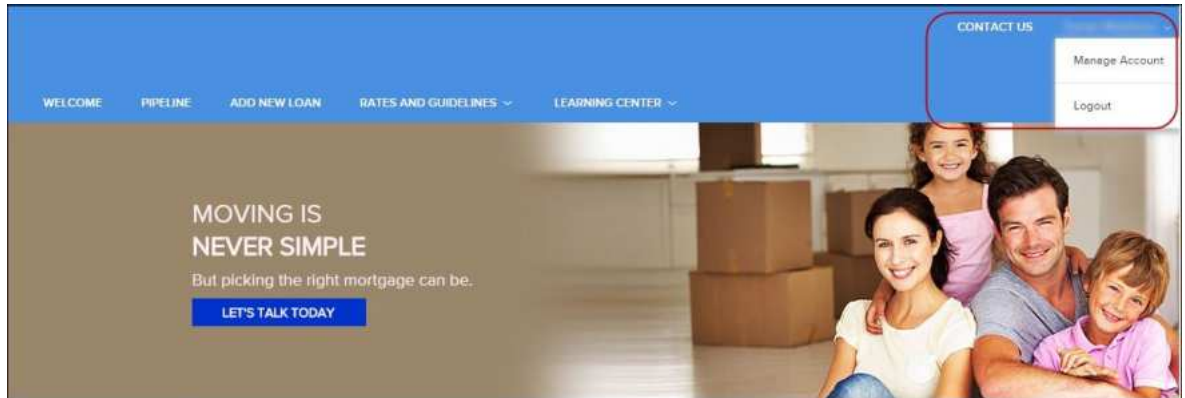 CONTACT US
Manage Account
Logout
WELCOME PIPELINE ADD NEW LOAN RATES AND GUIDELINES LEARNING CENTER
MOVING IS
NEVER SIMPLE
But picking the right mortgage can be.
LET'S TALK TODAY